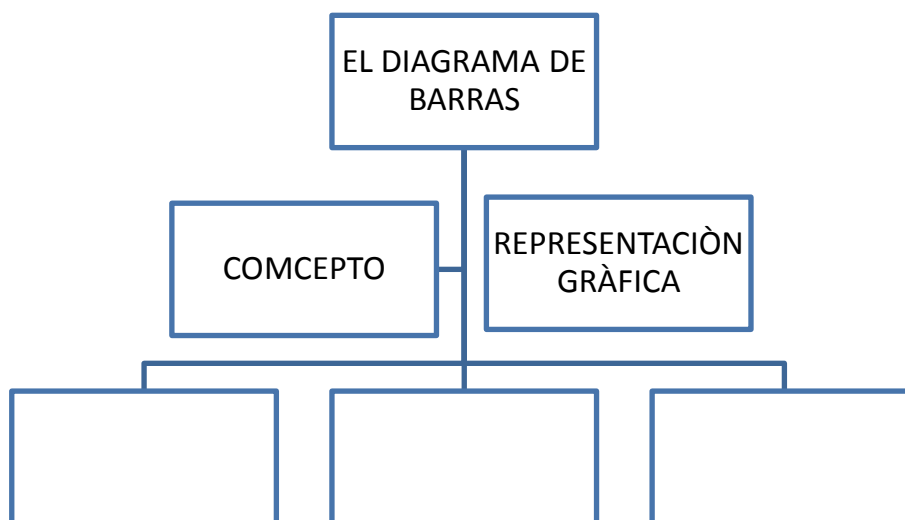 EL DIAGRAMA DE
BARRAS
COMCEPTO
REPRESENTACIÒN
GRÀFICA